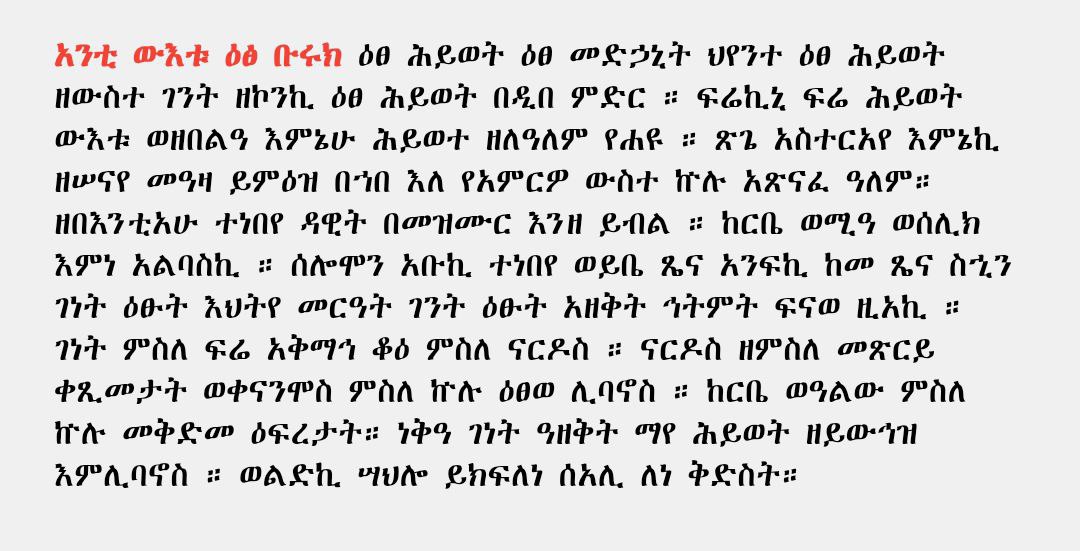 አንቲ ውእቱ ዕፅ ቡሩክ ዕፀ ሕይወት ዕፀ መድኃኒት ህየንተ ዕፀ ሕይወት
ዘውስተ ገንት ዘኮንኪ ዕፀ ሕይወት በዲበ ምድር ። ፍሬኪኒ ፍሬ ሕይወት
ውእቱ ወዘበልዓ እምኔሁ ሕይወተ ዘለዓለም የሐዩ ። ጽጌ አስተርአየ እምኔኪ
ዘሠናየ መዓዛ ይምዕዝ በኀበ እለ የአምርዎ ውስተ ኵሉ አጽናፈ ዓለም።
ዘበእንቲአሁ ተነበየ ዳዊት በመዝሙር እንዘ ይብል ። ከርቤ ወሚዓ ወሰሊክ
እምነ አልባስኪ ። ሰሎሞን አቡኪ ተነበየ ወይቤ ጼና አንፍኪ ከመ ጼና ስኂን
ገነት ዕፁት እህትየ መርዓት ገንት ዕፁት አዘቅት ኅትምት ፍናወ ዚአኪ ።
ገነት ምስለ ፍሬ አቅማኅ ቆዕ ምስለ ናርዶስ ። ናርዶስ ዘምስለ መጽርይ
ቀጺመታት ወቀናንሞስ ምስለ ኵሉ ዕፀወ ሊባኖስ ። ከርቤ ወዓልው ምስለ
ኵሉ መቅድመ ዕፍረታት። ነቅዓ ገነት ዓዘቅት ማየ ሕይወት ዘይውኅዝ
እምሊባኖስ ። ወልድኪ ሣህሎ ይክፍለነ ሰአሊ ለነ ቅድስት።